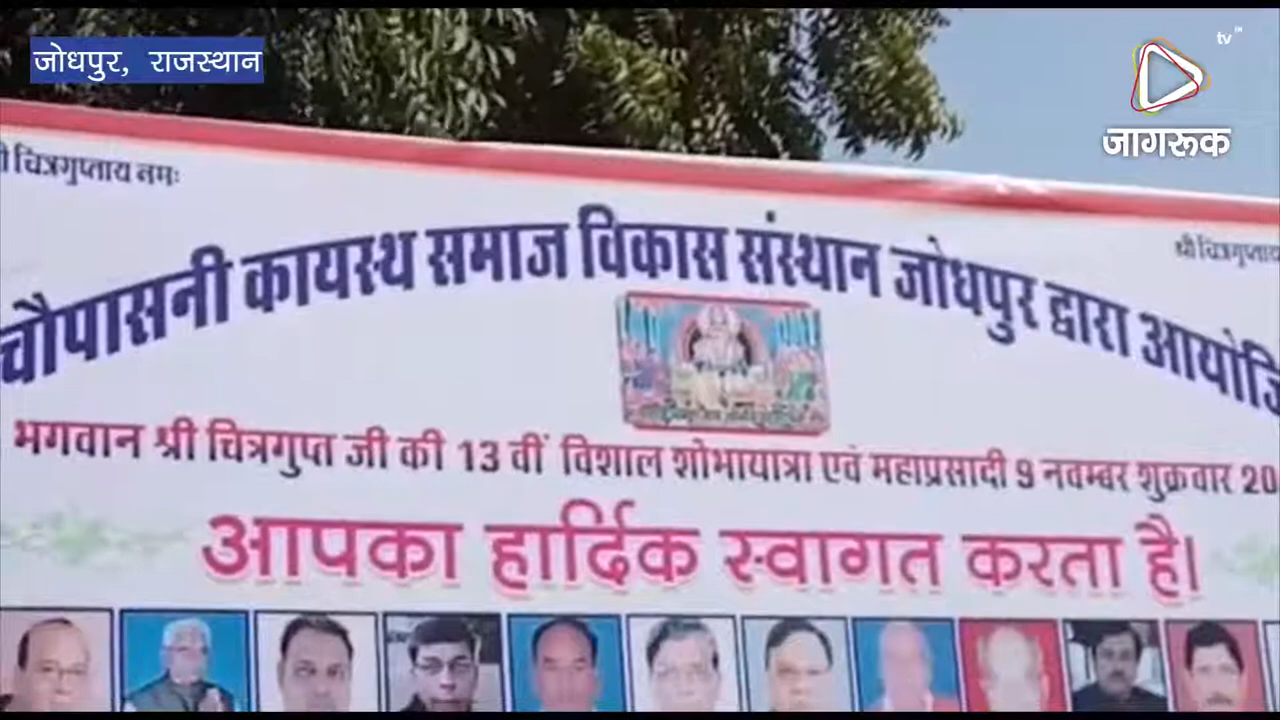 जोधपुर, राजस्थान
tv™
जागरूक
चित्रगुप्ताय नमः
श्री चित्रगुप्ताय
चौपासनी कायस्थ समाज विकास संस्थान जोधपुर द्वारा आयोजि
भगवान श्री चित्रगुप्त जी की 13 वीं विशाल शोभायात्रा एवं महाप्रसादी 9 नवम्बर शुक्रवार 20
आपका हार्दिक स्वागत करता है।